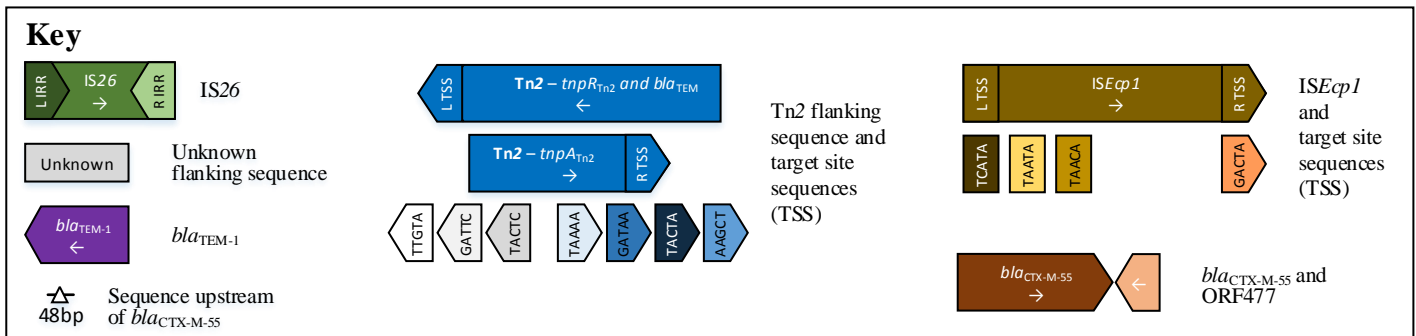 Key
L IRR
IS26
→
R IRR
IS26
Unknown
Unknown
flanking sequence
blaTEM-1
←
blaTEM-1
48bp
Sequence upstream
of blaCTX-M-55
L TSS
Tn2 – tnpRTn2 and blaTEM
←
Tn2 – tnpATn2
→
R TSS
TTGTA
GATTC
TACTC
TAAAA
GATAA
TACTA
AAGCT
Tn2 flanking
sequence and
target site
sequences
(TSS)
L TSS
ISEcp1
→
R TSS
TCATA
TAATA
TAACA
GACTA
ISEcp1
and
target site
sequences
(TSS)
blaCTX-M-55
→
←
blaCTX-M-55 and
ORF477